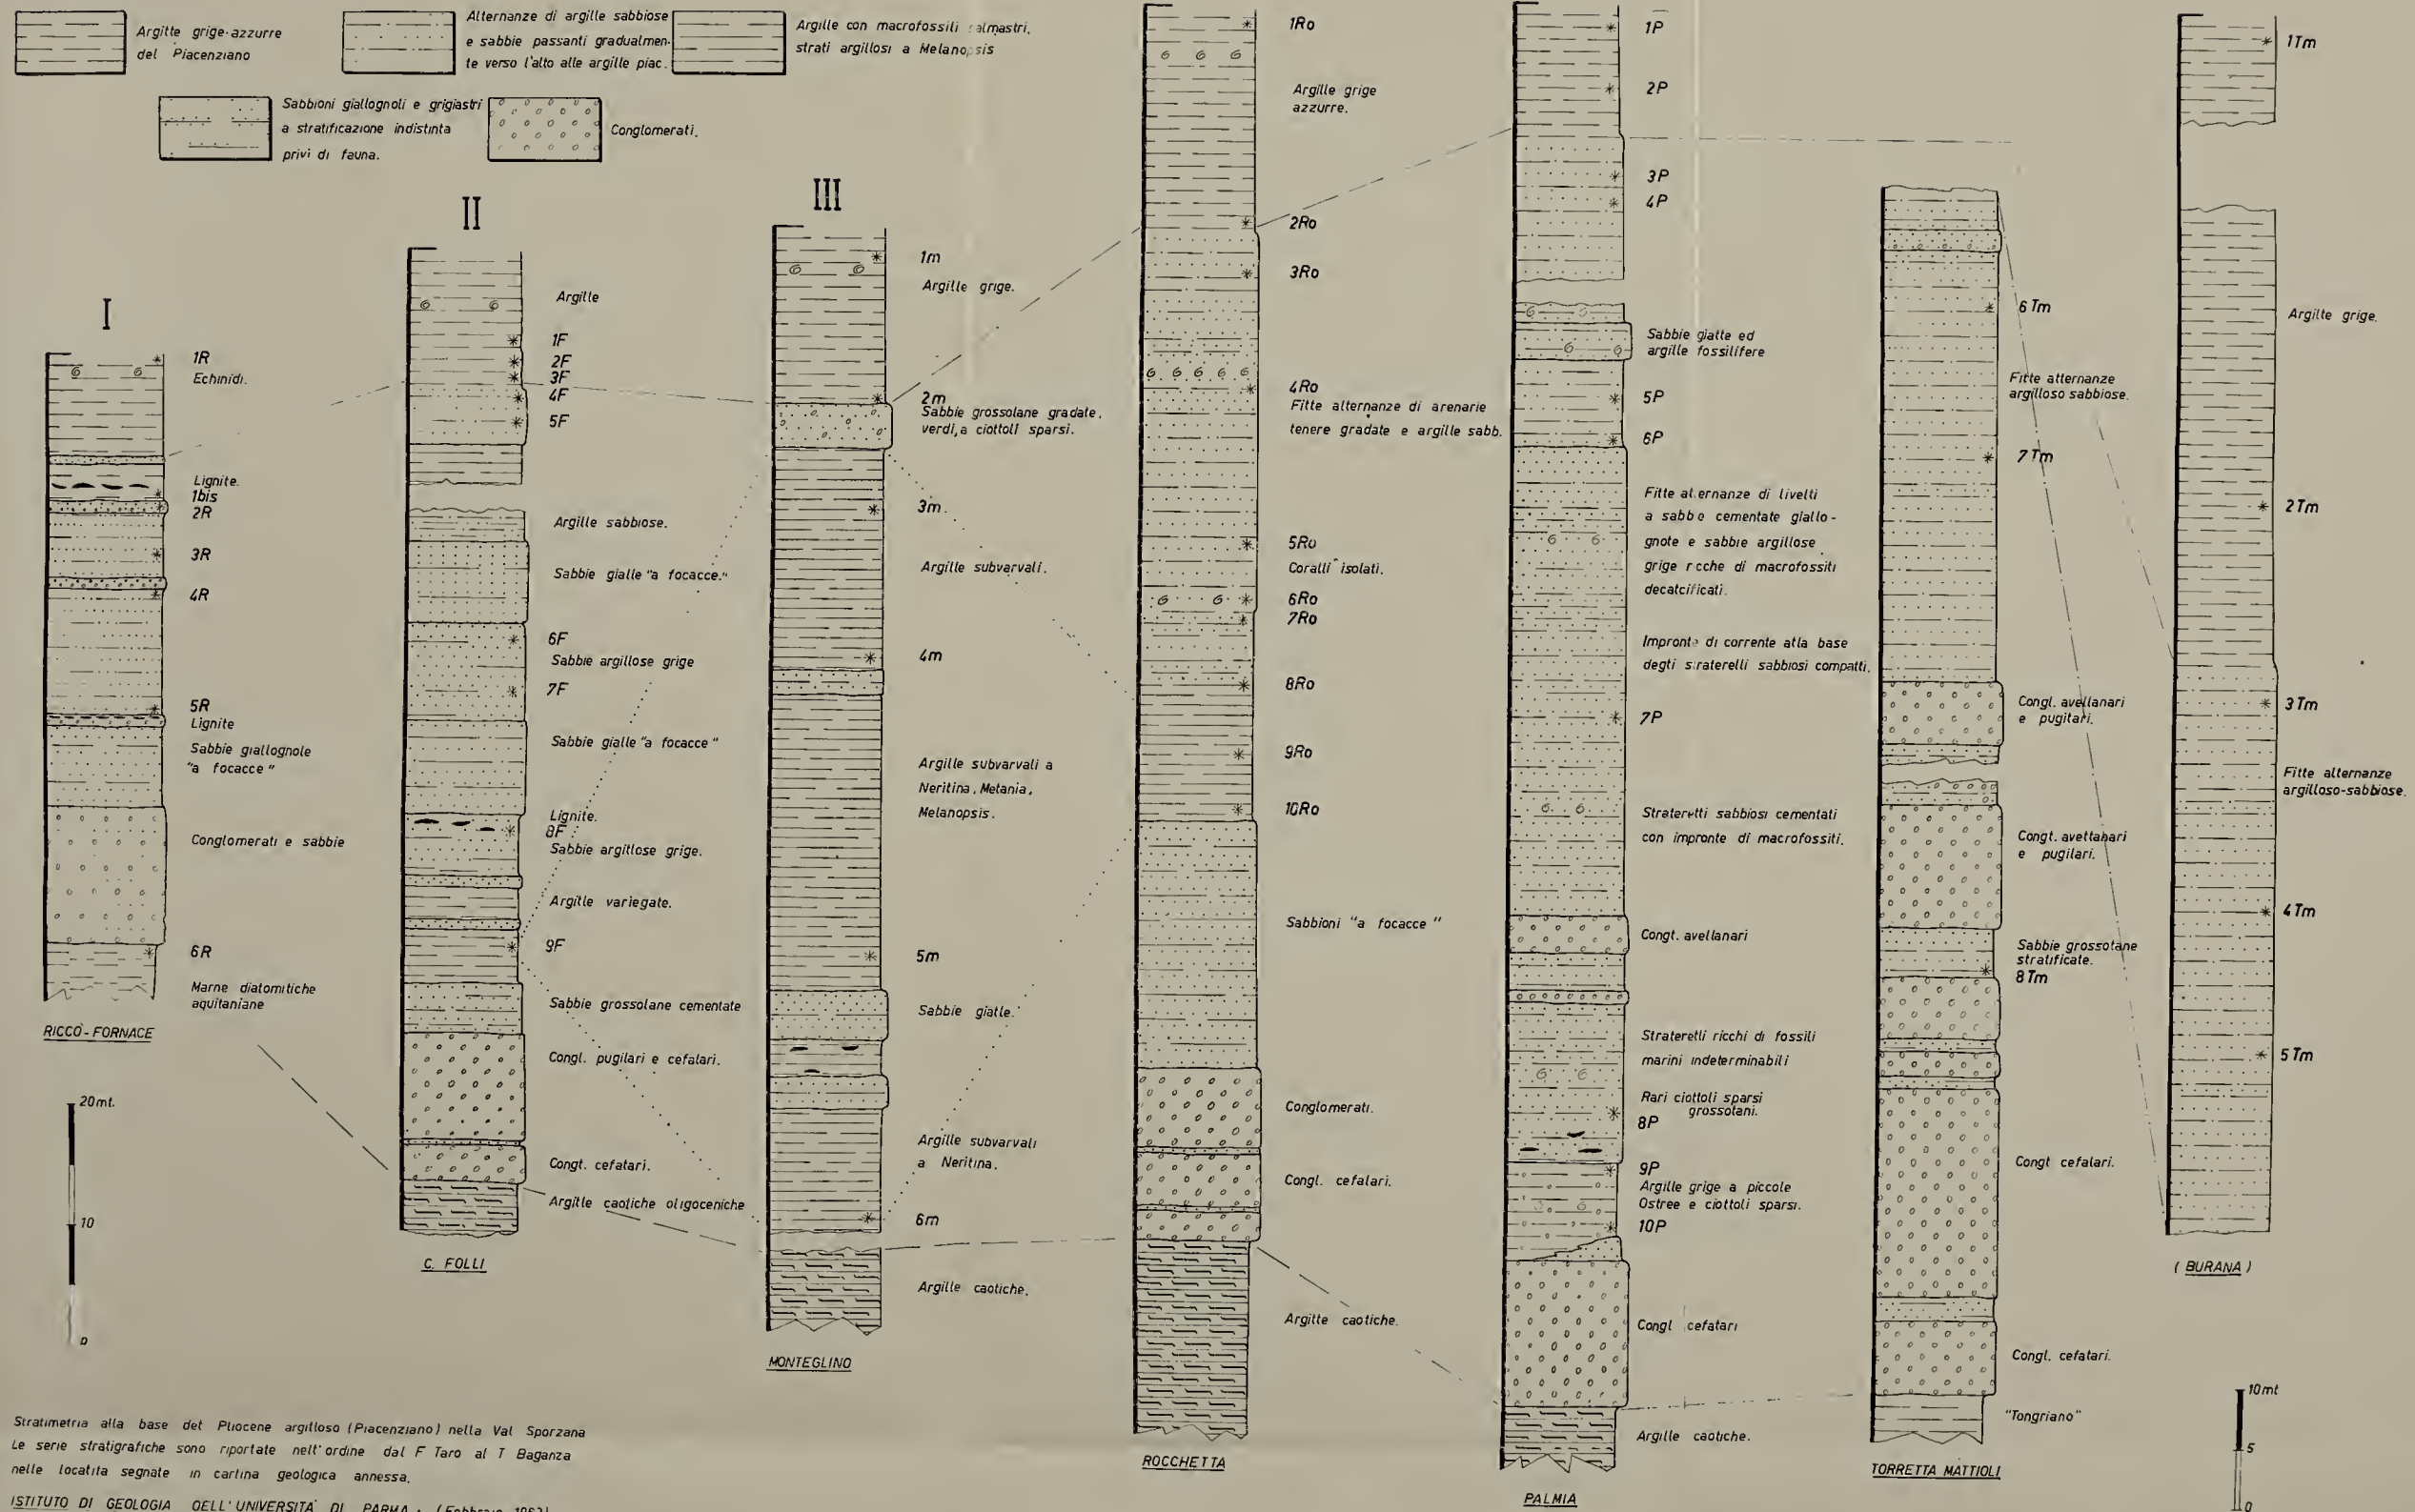 Argille grige-azzurre
del Piacenziano
Alternanze di argille sabbiose
e sabbie passanti gradualmen-
te verso l'alto alle argille piac.
Argille con macrofossili salmastri,
strati argillosi a Melanopsis
Sabbioni giallognoli e grigiastri
a stratificazione indistinta
privi di fauna.
Conglomerati.
I
1R
Echinidi.
Lignite.
1bis
2R
3R
4R
5R
Lignite
Sabbie giallognole
"a focacce"
Conglomerati e sabbie
6R
Marne diatomitiche
aquitaniane
RICCO-FORNACE
20mt.
10
0
II
Argille
1F
2F
3F
4F
5F
Argille sabbiose.
Sabbie gialle "a focacce."
6F
Sabbie argillose grige
7F
Sabbie gialle "a focacce"
Lignite.
8F
Sabbie argillose grige.
Argille variegate.
9F
Sabbie grossolane cementate
Congl. pugilari e cefalari.
Congl. cefalari.
Argille caotiche oligoceniche
C. FOLLI
III
1m
Argille grige.
2m
Sabbie grossolane gradate,
verdi, a ciottoli sparsi.
3m.
Argille subvarvali.
4m
Argille subvarvali a
Neritina, Melania,
Melanopsis.
5m
Sabbie gialle.
Argille subvarvali
a Neritina.
6m
Argille caotiche.
MONTEGLINO
1Ro
Argille grige
azzurre.
2Ro
3Ro
4Ro
Fitte alternanze di arenarie
tenere gradate e argille sabb.
5Ro
Coralli isolati.
6Ro
7Ro
8Ro
9Ro
10Ro
Sabbioni "a focacce"
Conglomerati.
Congl. cefalari.
Argille caotiche.
ROCCHETTA
1P
2P
3P
4P
Sabbie gialle ed
argille fossilifere
5P
6P
Fitte alternanze di livelli
a sabbie cementate giallo-
gnole e sabbie argillose
grige ricche di macrofossili
decalcificati.
Impronte di corrente alla base
degli straterelli sabbiosi compatti.
7P
Straterelli sabbiosi cementati
con impronte di macrofossili.
Congl. avellanari
Straterelli ricchi di fossili
marini indeterminabili
Rari ciottoli sparsi
grossolani.
8P
9P
Argille grige a piccole
Ostree e ciottoli sparsi.
10P
Congl cefalari
Argille caotiche.
PALMIA
6Tm
Fitte alternanze
argilloso sabbiose.
7Tm
Congl. avellanari
e pugilari.
Congl. avellanari
e pugilari.
Sabbie grossolane
stratificate.
8Tm
Congl cefalari.
Congl. cefalari.
"Tongriano"
TORRETTA MATTIOLI
1Tm
Argille grige.
2Tm
3Tm
Fitte alternanze
argilloso-sabbiose.
4Tm
5Tm
(BURANA)
10mt
5
0
Stratimetria alla base del Pliocene argilloso (Piacenziano) nella Val Sporzana
Le serie stratigrafiche sono riportate nell'ordine dal F Taro al T Baganza
nelle localita segnate in cartina geologica annessa.
ISTITUTO DI GEOLOGIA DELL'UNIVERSITA' DI PARMA. (Febbraio 1963)